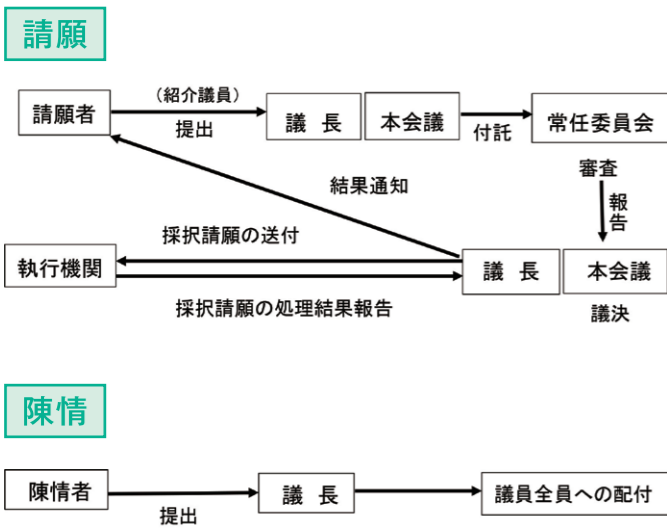 請願
(紹介議員)
請願者
提出
議 長
本会議
付託
常任委員会
審査
報告
結果通知
採択請願の送付
執行機関
議 長
本会議
採択請願の処理結果報告
議決
陳情
陳情者
提出
議 長
議員全員への配付